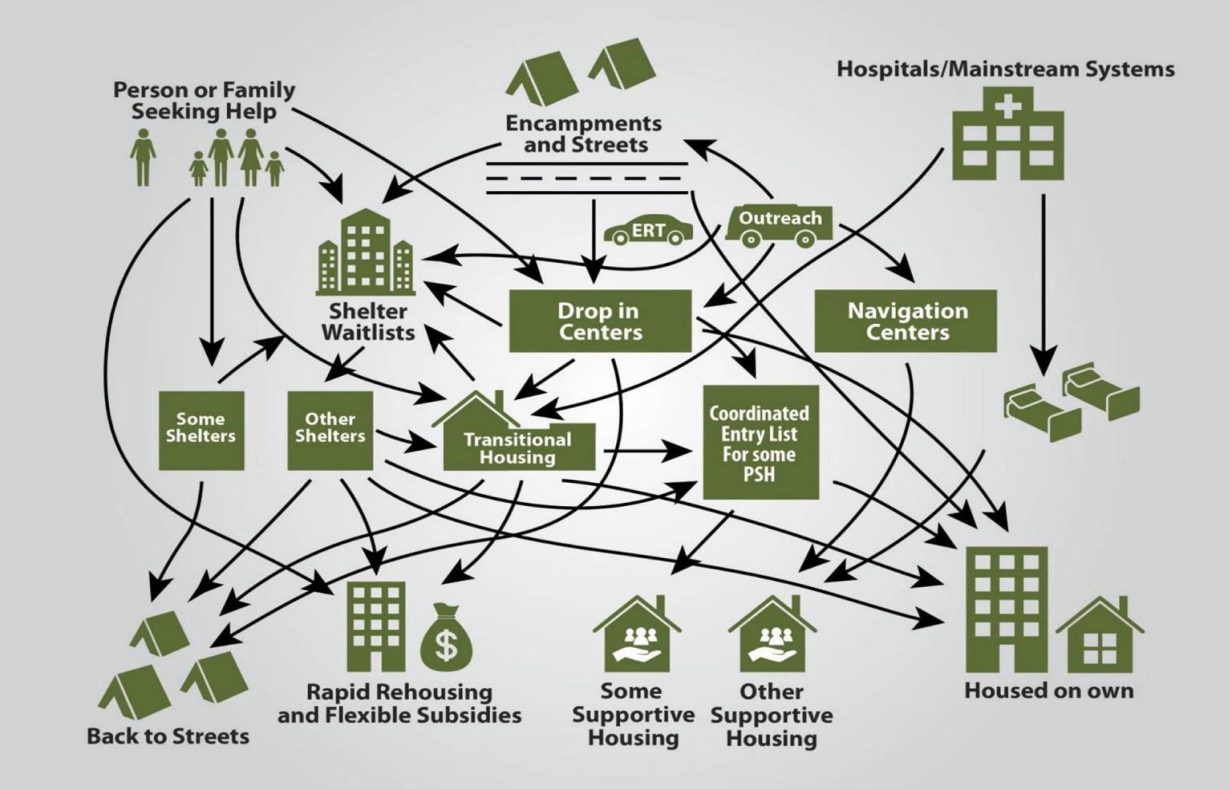 Person or Family
Seeking Help
Encampments
and Streets
Hospitals/Mainstream Systems
ERT
Outreach
Shelter
Waitlists
Drop in
Centers
Navigation
Centers
Some
Shelters
Other
Shelters
Transitional
Housing
Coordinated
Entry List
For some
PSH
Back to Streets
$
Rapid Rehousing
and Flexible Subsidies
Some
Supportive
Housing
Other
Supportive
Housing
Housed on own